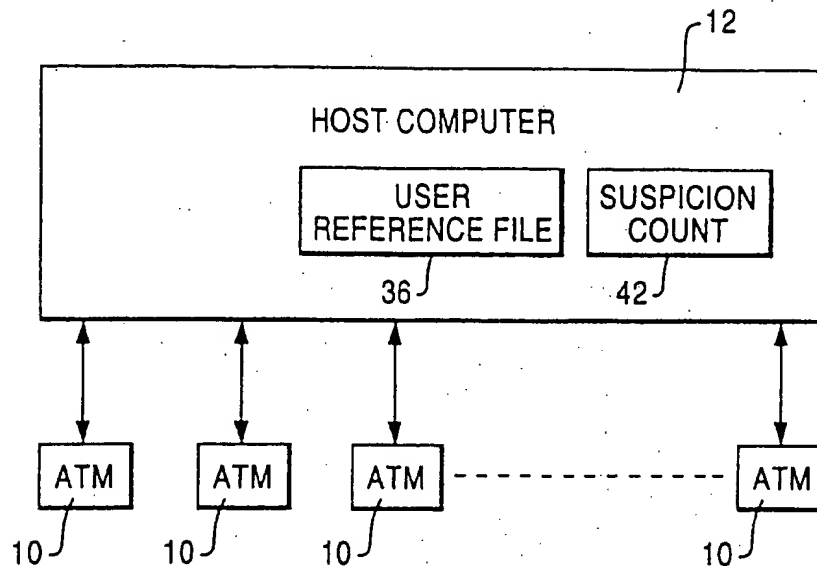 12
HOST COMPUTER
USER
REFERENCE FILE
SUSPICION
COUNT
36
42
ATM
ATM
ATM
ATM
10
10
10
10